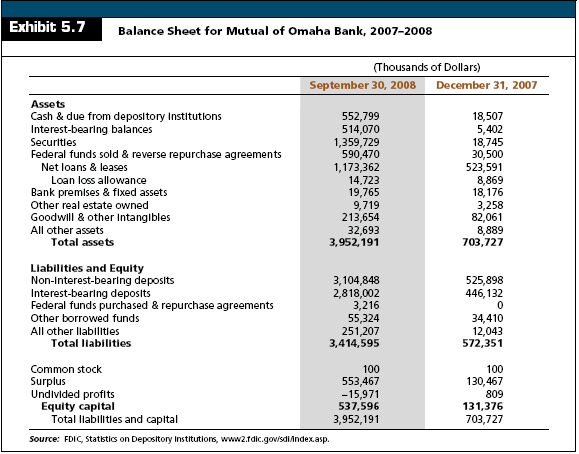 Exhibit 5.7 Balance Sheet for Mutual of Omaha Bank, 2007–2008
(Thousands of Dollars)
September 30, 2008 December 31, 2007
Assets
Cash & due from depository institutions 552,799 18,507
Interest-bearing balances 514,070 5,402
Securities 1,359,729 18,745
Federal funds sold & reverse repurchase agreements 590,470 30,500
Net loans & leases 1,173,362 523,591
Loan loss allowance 14,723 8,869
Bank premises & fixed assets 19,765 18,176
Other real estate owned 9,719 3,258
Goodwill & other intangibles 213,654 82,061
All other assets 32,693 8,889
Total assets 3,952,191 703,727
Liabilities and Equity
Non-interest-bearing deposits 3,104,848 525,898
Interest-bearing deposits 2,818,002 446,132
Federal funds purchased & repurchase agreements 3,216 0
Other borrowed funds 55,324 34,410
All other liabilities 251,207 12,043
Total liabilities 3,414,595 572,351
Common stock 100 100
Surplus 553,467 130,467
Undivided profits –15,971 809
Equity capital 537,596 131,376
Total liabilities and capital 3,952,191 703,727
Source: FDIC, Statistics on Depository Institutions, www2.fdic.gov/sdi/index.asp.